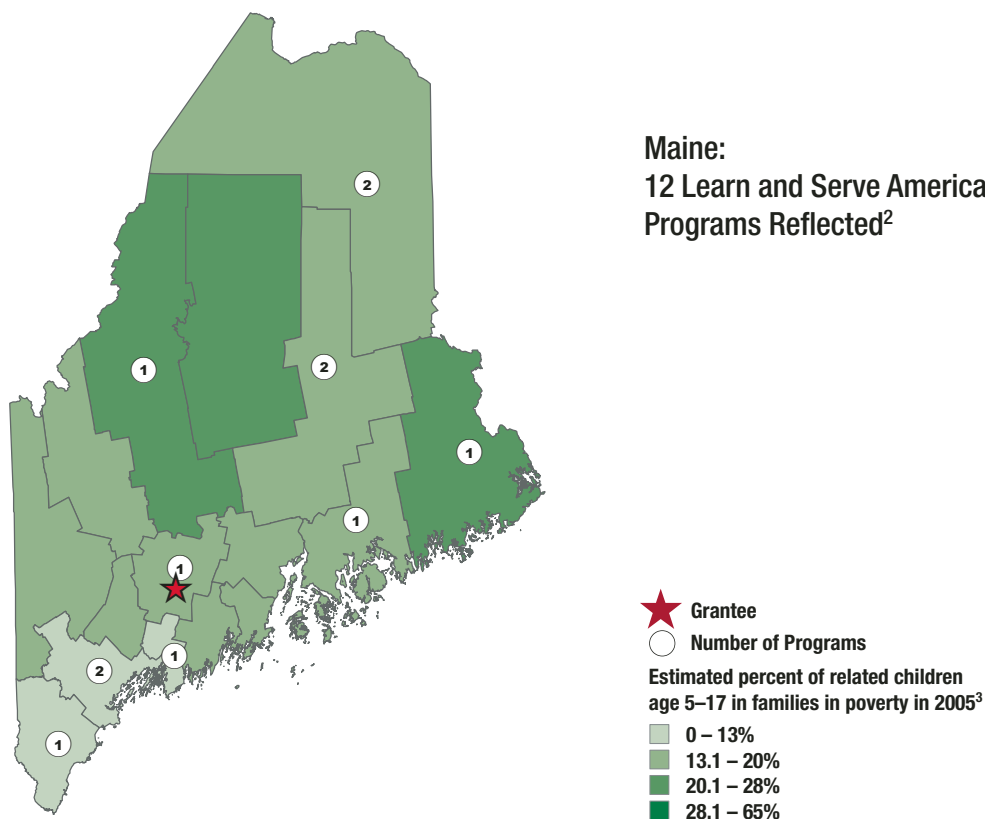 Maine:
12 Learn and Serve America
Programs Reflected²
2
1
2
1
1
1
1
2
1
Grantee
Number of Programs
Estimated percent of related children
age 5–17 in families in poverty in 2005³
0 – 13%
13.1 – 20%
20.1 – 28%
28.1 – 65%